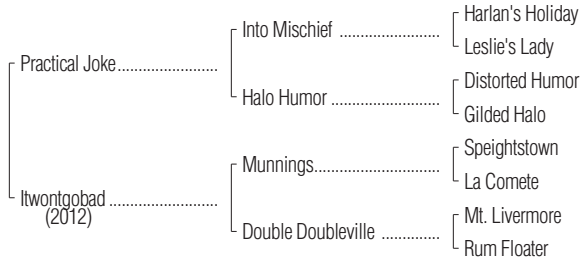 Harlan's Holiday
Into Mischief ........................
Leslie's Lady
Practical Joke........................
Distorted Humor
Halo Humor ..........................
Gilded Halo
Speightstown
Munnings..............................
La Comete
Itwontgobad ..........................
(2012)
Mt. Livermore
Double Doubleville ..............
Rum Floater